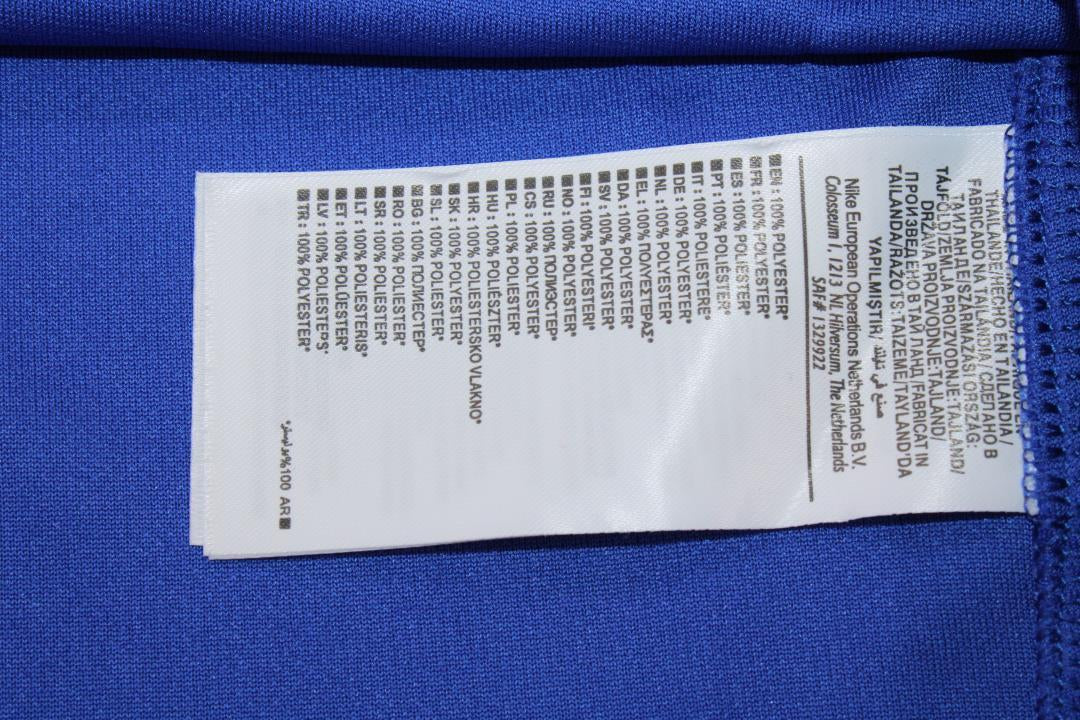 THAILANDE/HECHO EN TAILANDIA/
FABRICADO NA TAILÂNDIA/СДЕЛАНО В
ТАИЛАНДЕ/SZÁRMAZÁSI ORSZÁG:
TAJFÖLD/ZEMLJA PROIZVODNJE:TAJLAND/
DRŽAVA PROIZVODNJE:TAJLAND/
ПРОИЗВЕДЕНО В ТАЙЛАНД/FABRICAT IN
TAILANDA/RAŽOTS:TAIZEME/TAYLAND'DA
YAPILMIŞTIR/ صنع في تايلند
Nike European Operations Netherlands B.V.
Colosseum 1, 1213 NL Hilversum, The Netherlands
SAF# 1329922
EN : 100% POLYESTER*
FR : 100% POLYESTER*
ES : 100% POLIÉSTER*
PT : 100% POLIÉSTER*
IT : 100% POLIESTERE*
DE : 100% POLYESTER*
NL : 100% POLYESTER*
EL : 100% ΠΟΛΥΕΣΤΕΡΑΣ*
DA : 100% POLYESTER*
SV : 100% POLYESTER*
FI : 100% POLYESTERI*
NO : 100% POLYESTER*
RU : 100% ПОЛИЭСТЕР*
HU : 100% POLIÉSZTER*
CS : 100% POLYESTER*
PL : 100% POLIESTER*
HR : 100% POLIESTERSKO VLAKNO*
SK : 100% POLYESTER*
SL : 100% POLIESTER*
BG : 100% ПОЛИЕСТЕР*
RO : 100% POLIESTER*
SR : 100% POLIESTER*
LT : 100% POLIESTERIS*
ET : 100% POLÜESTER*
LV : 100% POLIESTEPS*
TR : 100% POLİESTER*
AR 100%